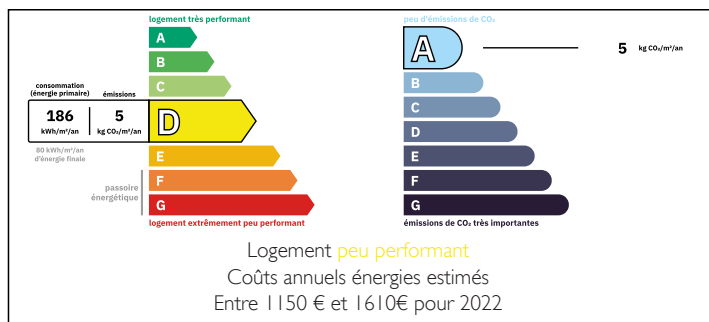 logement très performant
A
B
C
consommation
(énergie primaire)
émissions
186
kWh/m²/an
5
kg CO₂/m²/an
D
80 kWh/m²/an
d'énergie finale
E
passoire
énergétique
F
G
logement extrêmement peu performant
peu d'émissions de CO₂
A
5 kg CO₂/m²/an
B
C
D
E
F
G
émissions de CO₂ très importantes
Logement peu performant
Coûts annuels énergies estimés
Entre 1150 € et 1610€ pour 2022